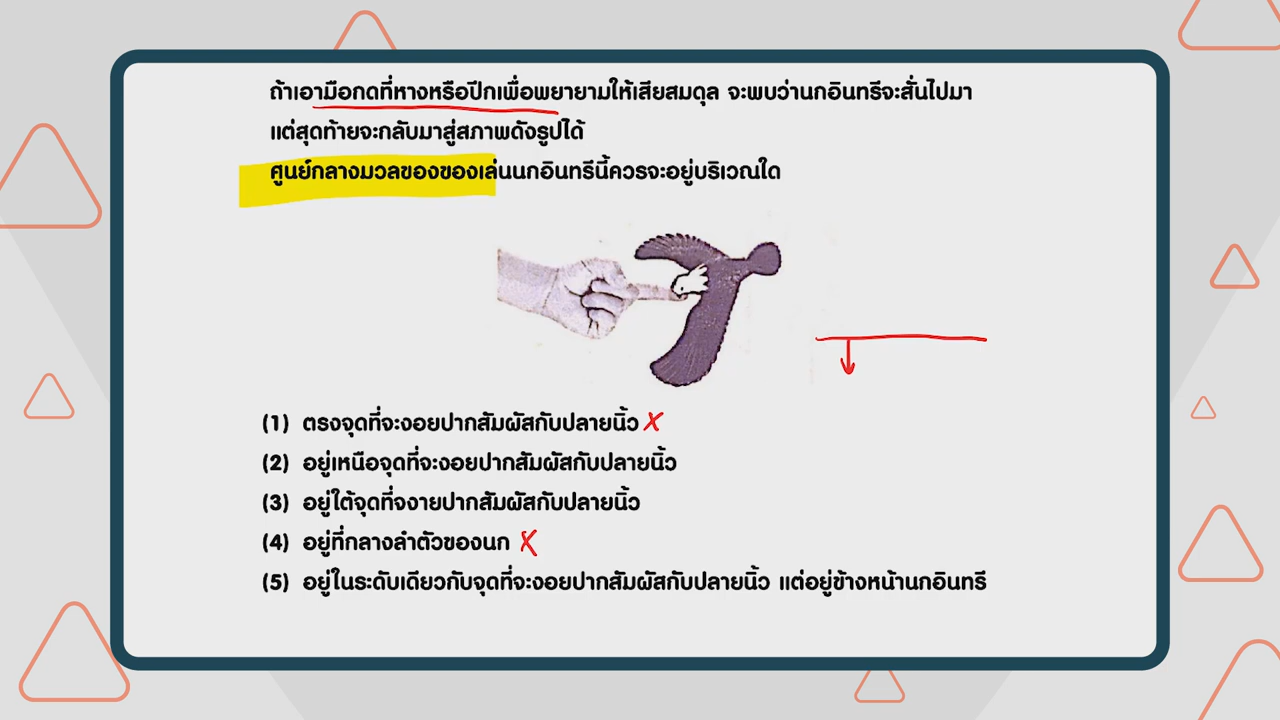 ถ้าเอามือกดที่หางหรือปีกเพื่อพยายามให้เสียสมดุล จะพบว่านกอินทรีจะสั่นไปมา
แต่สุดท้ายจะกลับมาสู่สภาพดังรูปได้
ศูนย์กลางมวลของของเล่นนกอินทรีนี้ควรจะอยู่บริเวณใด
(1) ตรงจุดที่จะงอยปากสัมผัสกับปลายนิ้ว
(2) อยู่เหนือจุดที่จะงอยปากสัมผัสกับปลายนิ้ว
(3) อยู่ใต้จุดที่จงายปากสัมผัสกับปลายนิ้ว
(4) อยู่ที่กลางลำตัวของนก
(5) อยู่ในระดับเดียวกับจุดที่จะงอยปากสัมผัสกับปลายนิ้ว แต่อยู่ข้างหน้านกอินทรี